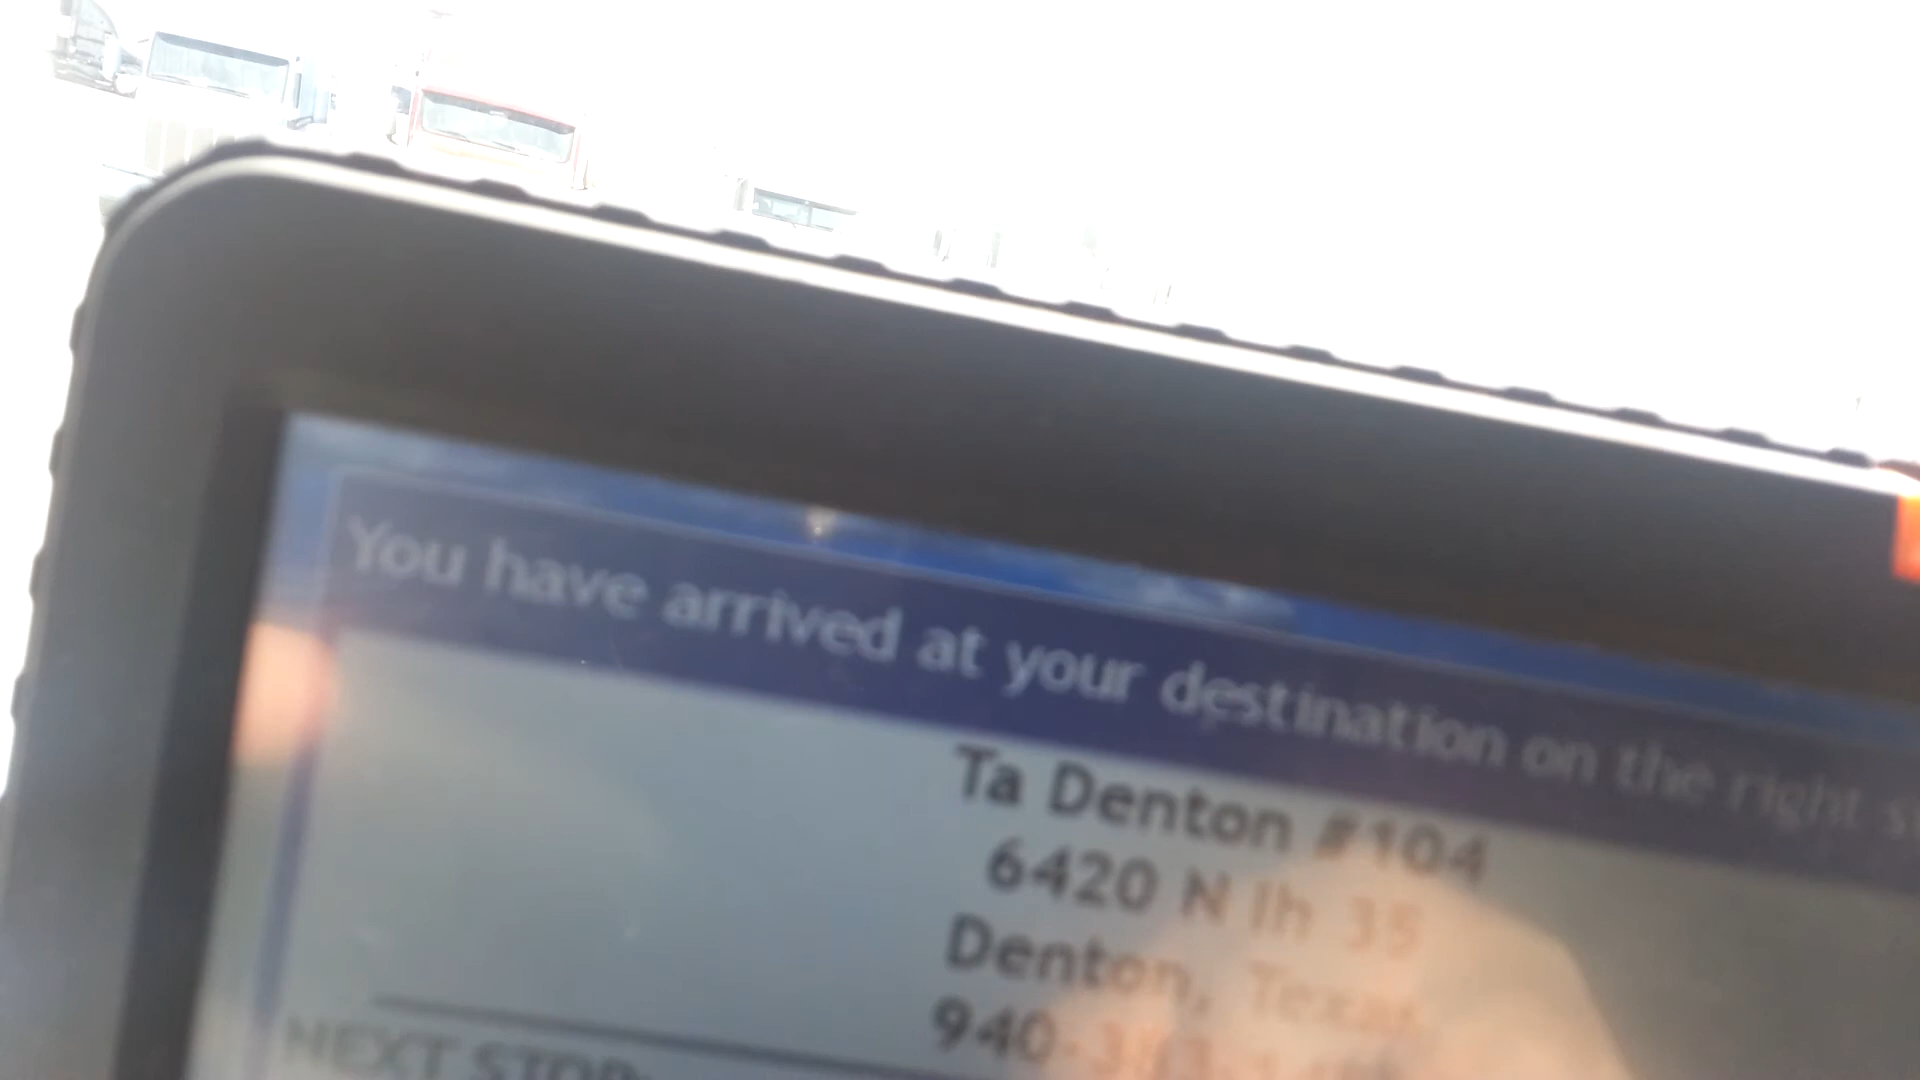 You have arrived at your destination on the right
Ta Denton #104
6420 N Ih 35
Denton, Texas
940-
NEXT STOP: